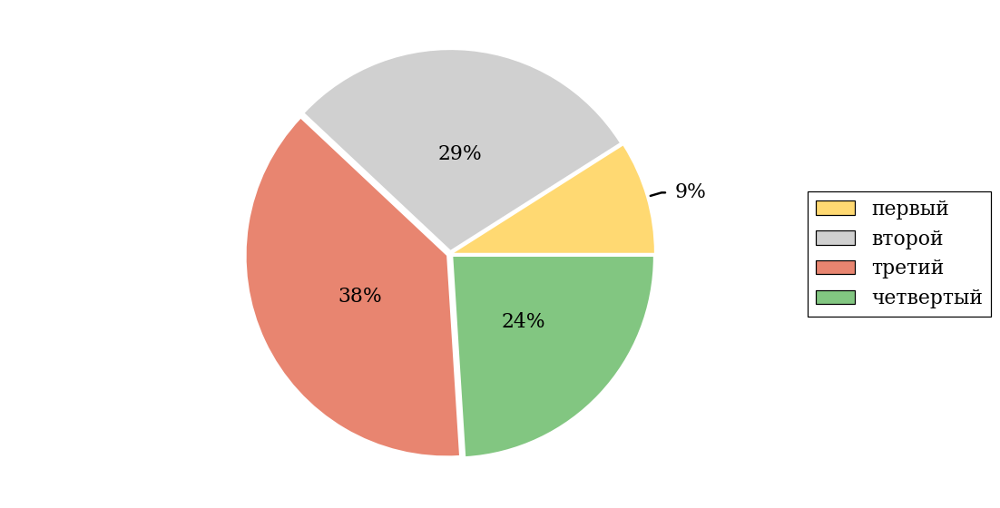 29%
9%
38%
24%
первый
второй
третий
четвертый